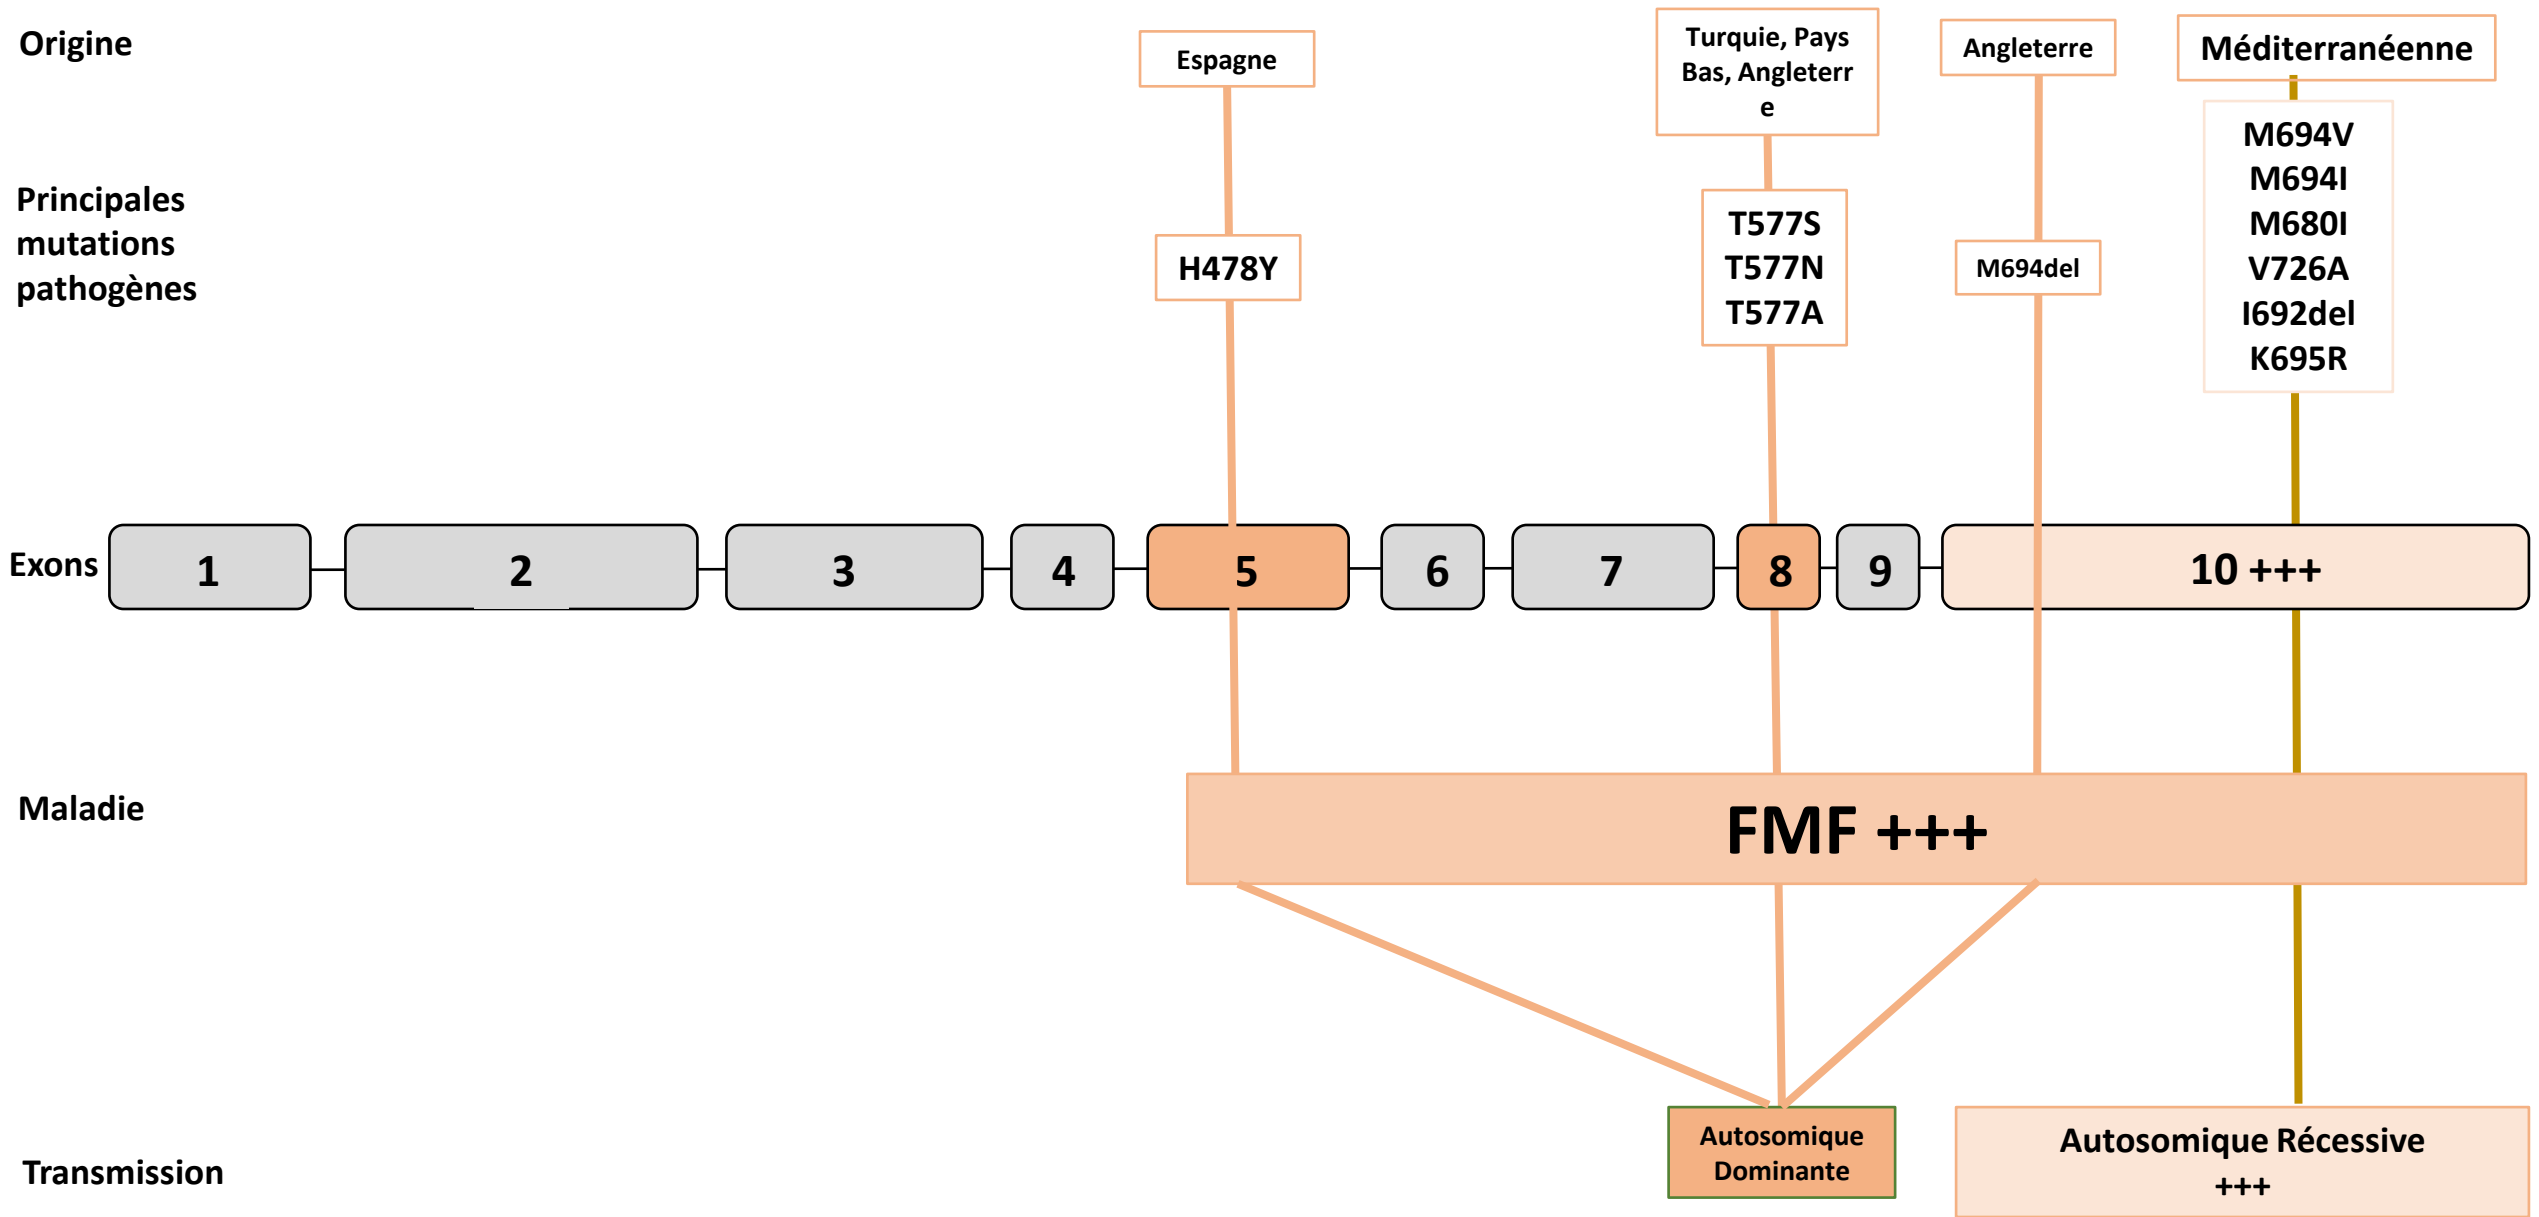 Origine
Espagne
Turquie, Pays
Bas, Angleterr
e
Angleterre
Méditerranéenne
Principales
mutations
pathogènes
H478Y
T577S
T577N
T577A
M694del
M694V
M694I
M680I
V726A
I692del
K695R
Exons
1
2
3
4
5
6
7
8
9
10 +++
Maladie
FMF +++
Transmission
Autosomique
Dominante
Autosomique Récessive
+++